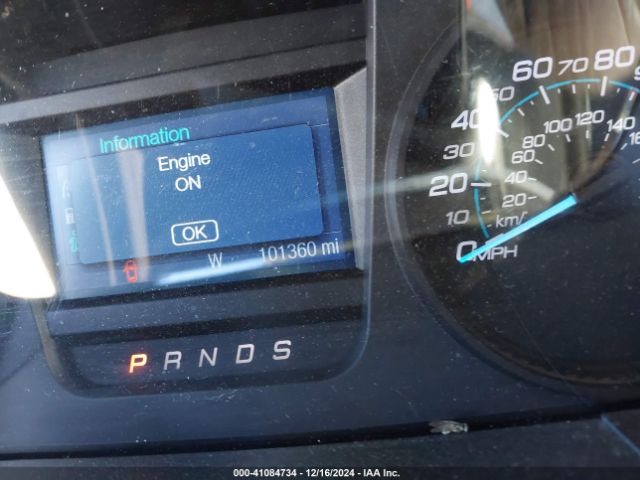 Information
Engine
ON
OK
W 101360 mi
P R N D S
0 10 20 30 40 50 60 70 80
20 40 60 80 100 120 140
km/h
MPH
000-41084734 – 12/16/2024 – IAA Inc.